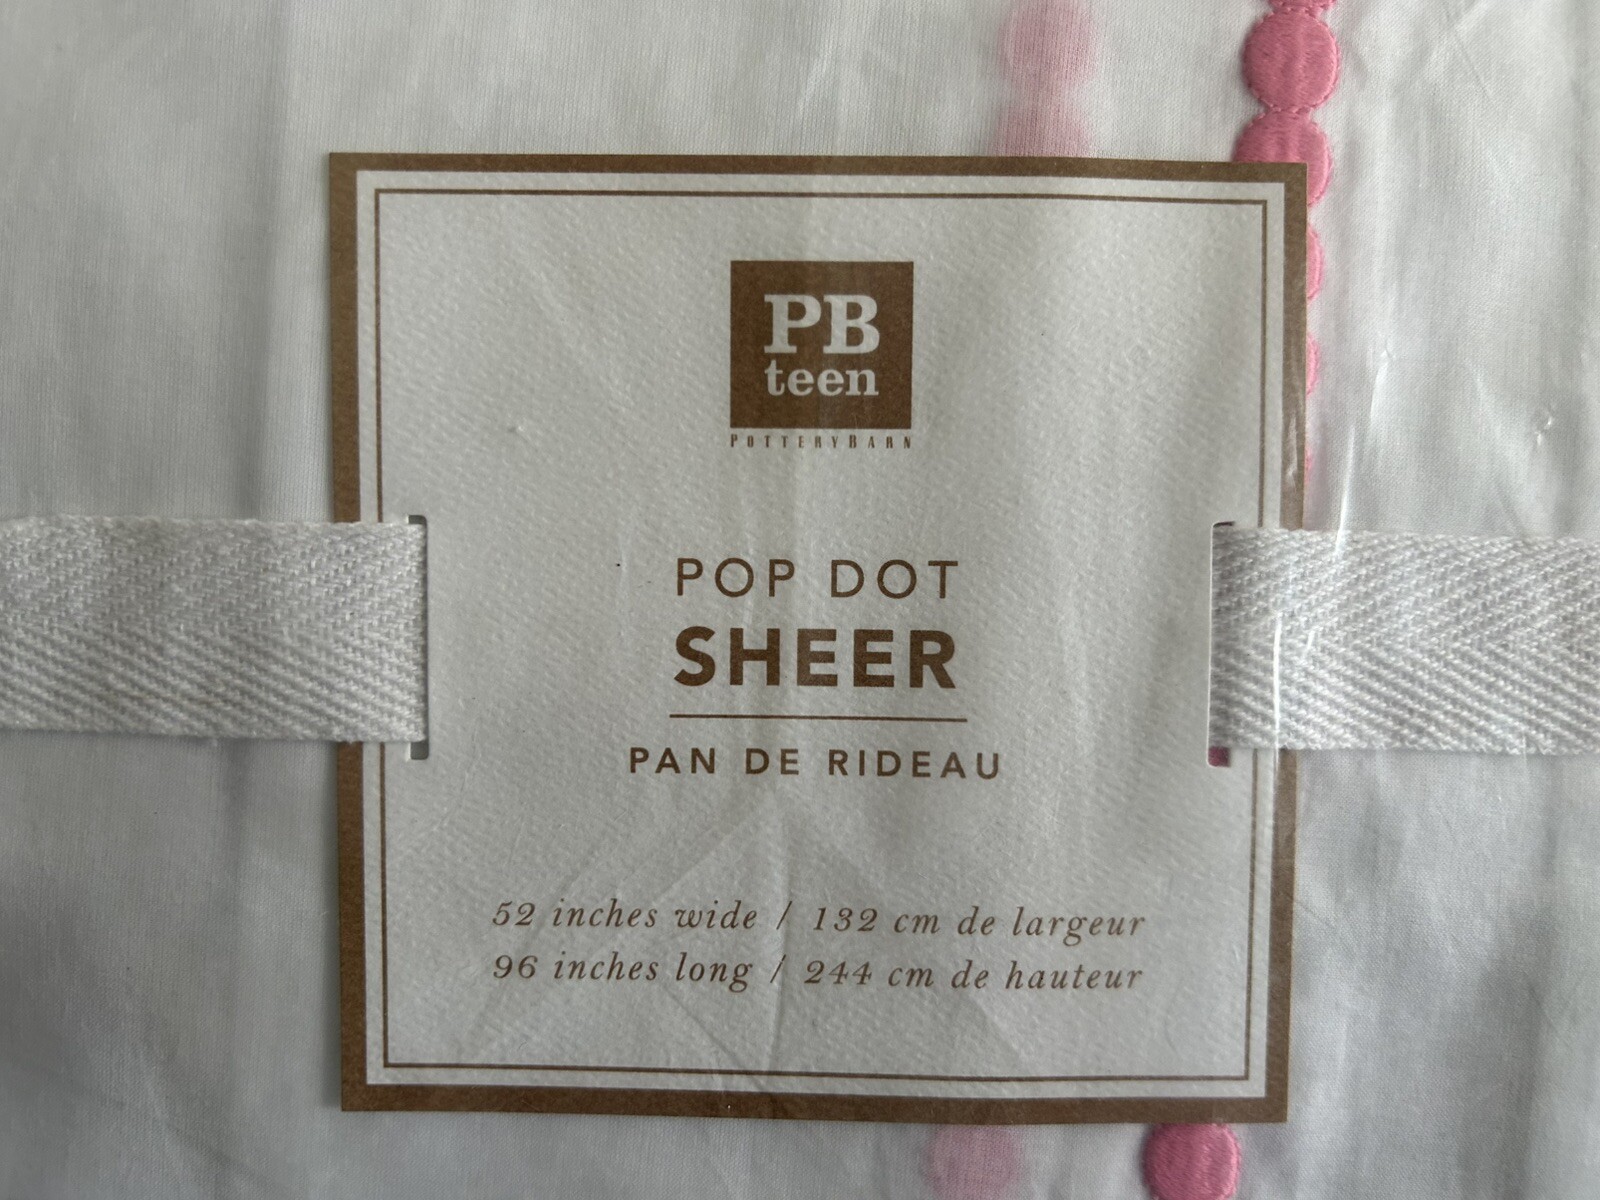 PB
teen
POTTERYBARN
POP DOT
SHEER
PAN DE RIDEAU
52 inches wide / 132 cm de largeur
96 inches long / 244 cm de hauteur